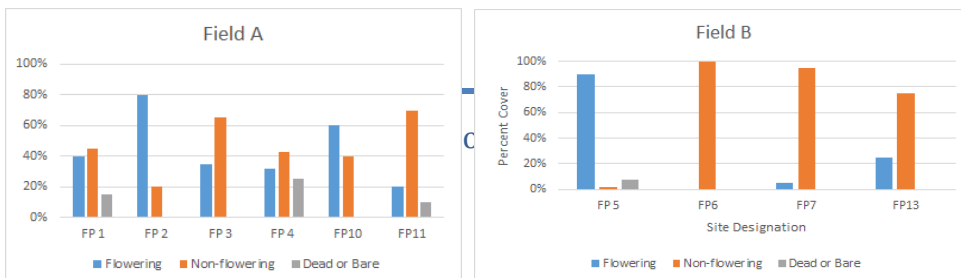 Field A
100%
80%
60%
40%
20%
0%
FP 1 FP 2 FP 3 FP 4 FP10 FP11
Flowering Non-flowering Dead or Bare
Field B
Percent Cover
100%
80%
60%
40%
20%
0%
FP 5 FP6 FP7 FP13
Site Designation
Flowering Non-flowering Dead or Bare